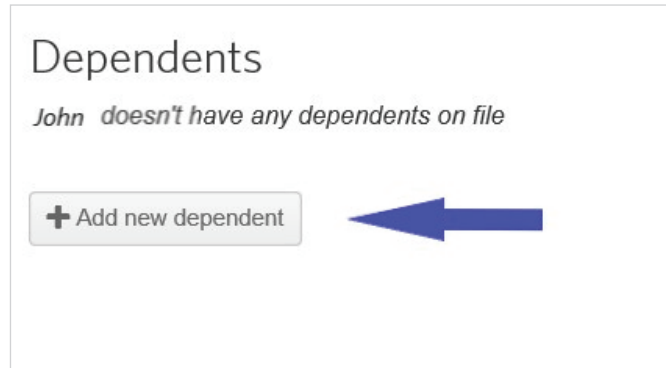 Dependents
John doesn't have any dependents on file
+ Add new dependent